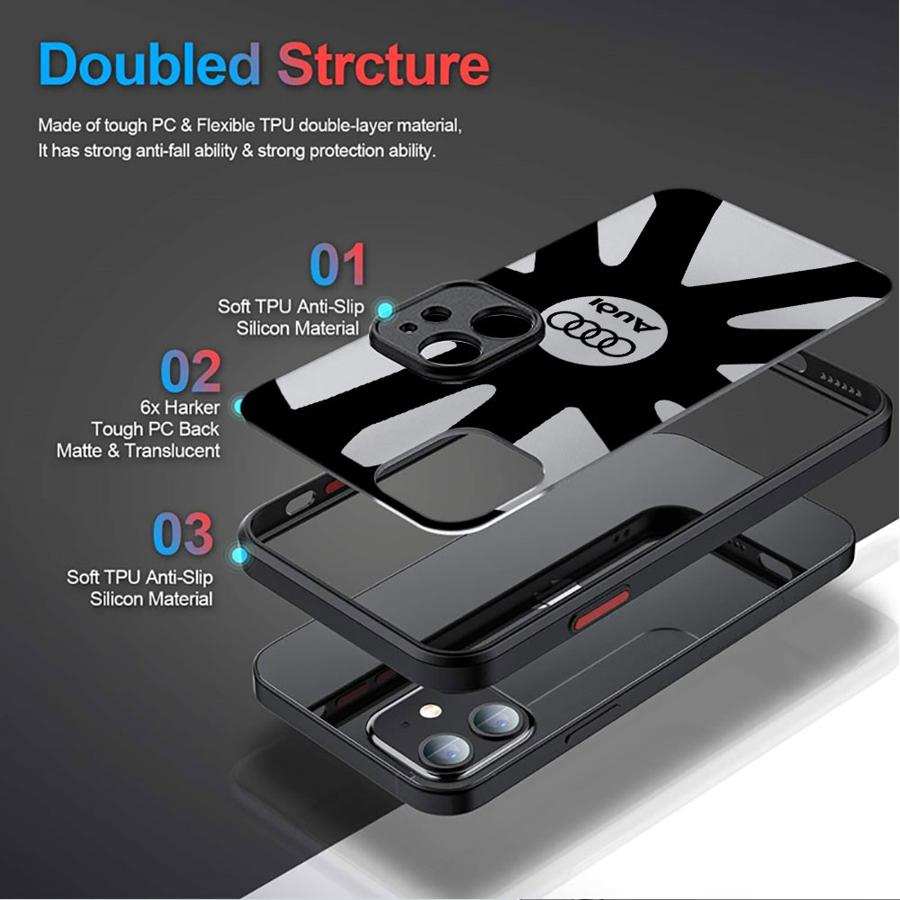 Doubled Strcture
Made of tough PC & Flexible TPU double-layer material,
It has strong anti-fall ability & strong protection ability.
01
Soft TPU Anti-Slip
Silicon Material
02
6x Harker
Tough PC Back
Matte & Translucent
03
Soft TPU Anti-Slip
Silicon Material
Audi